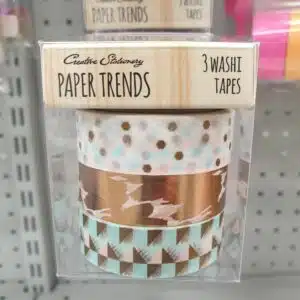 Creative Stationery
PAPER TRENDS
3 WASHI
TAPES